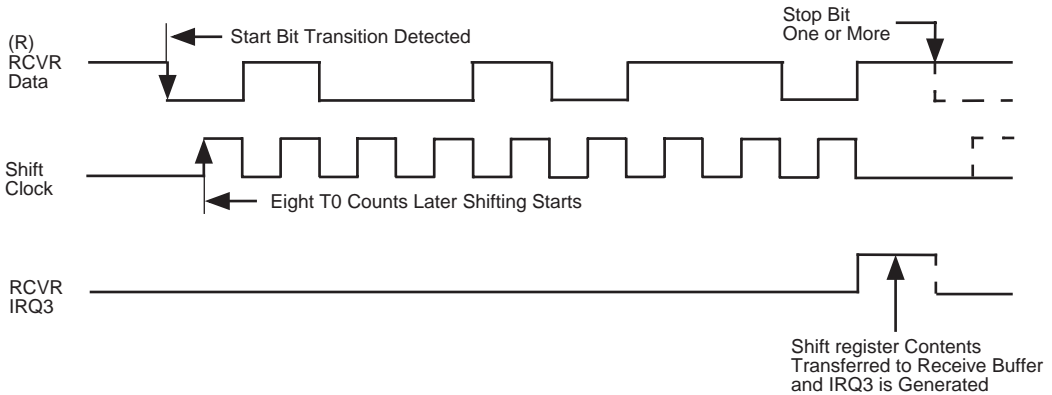 Stop Bit
One or More
Start Bit Transition Detected
(R)
RCVR
Data
Shift
Clock
Eight T0 Counts Later Shifting Starts
RCVR
IRQ3
Shift register Contents
Transferred to Receive Buffer
and IRQ3 is Generated